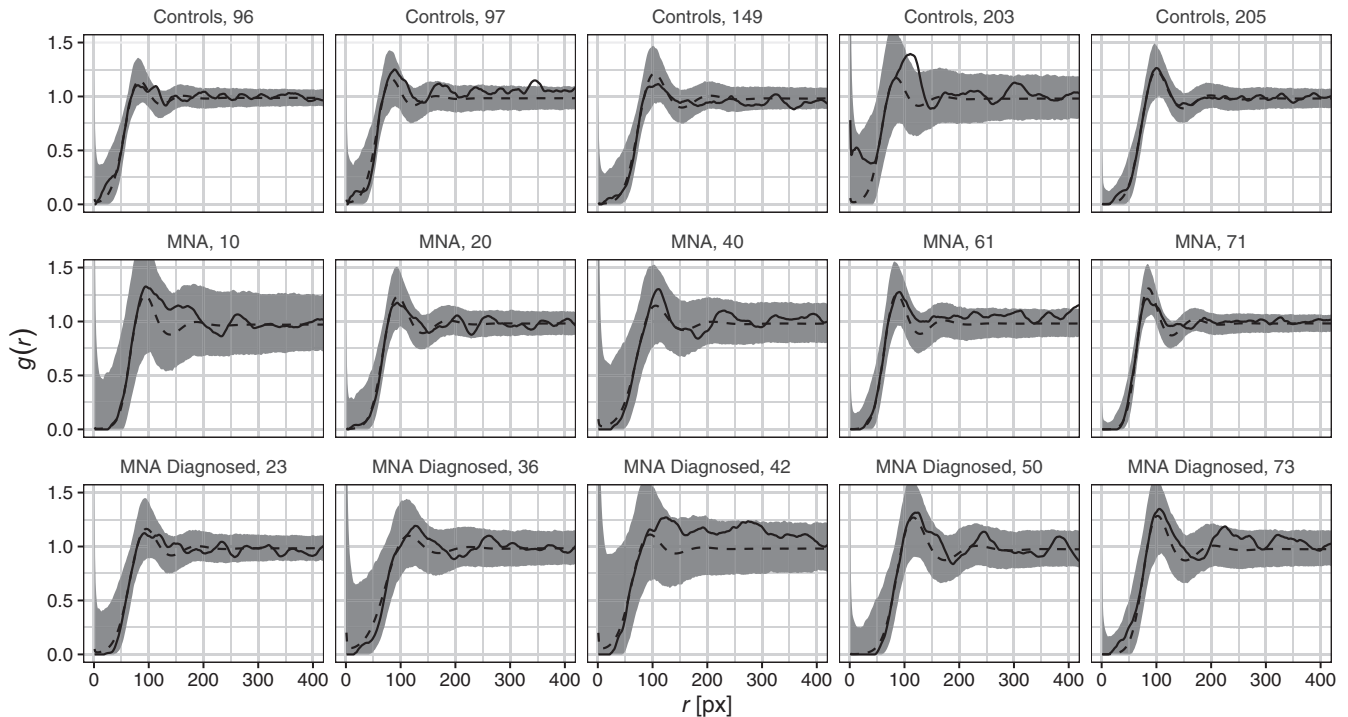 Controls, 96 Controls, 97 Controls, 149 Controls, 203 Controls, 205
1.5
1.0
0.5
0.0
MNA, 10 MNA, 20 MNA, 40 MNA, 61 MNA, 71
1.5
1.0
0.5
0.0
g(r)
MNA Diagnosed, 23 MNA Diagnosed, 36 MNA Diagnosed, 42 MNA Diagnosed, 50 MNA Diagnosed, 73
1.5
1.0
0.5
0.0
0 100 200 300 400 0 100 200 300 400 0 100 200 300 400 0 100 200 300 400 0 100 200 300 400
r [px]